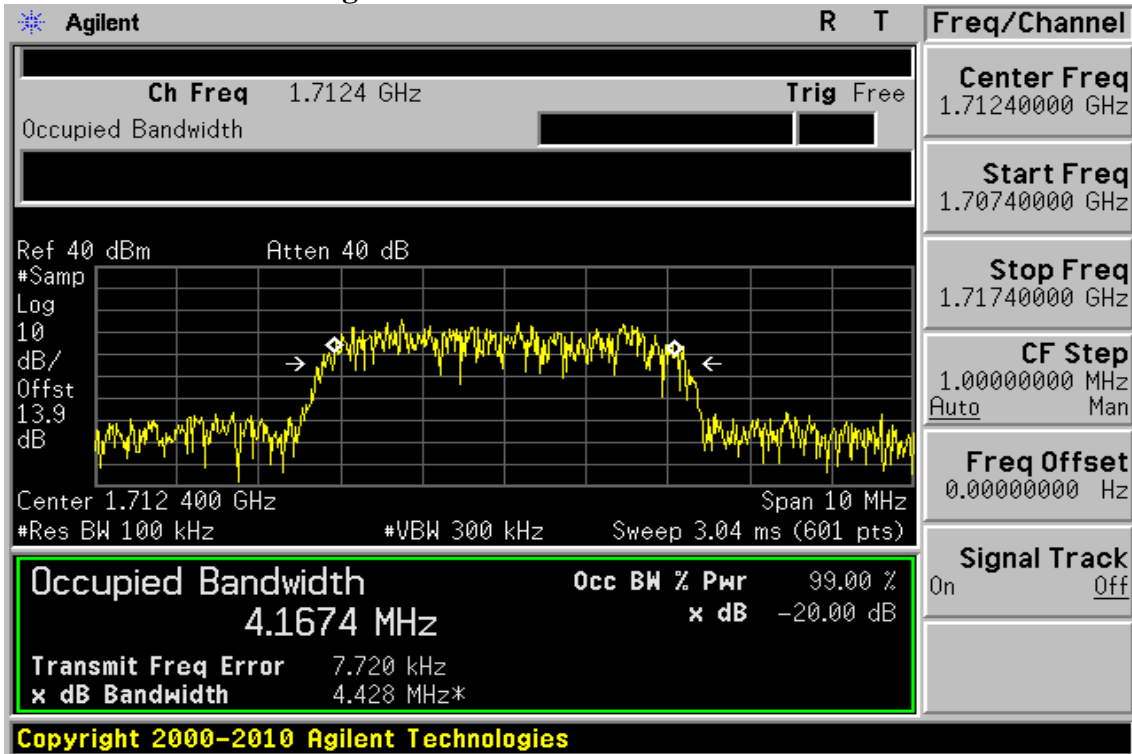 Agilent R T Freq/Channel
Ch Freq 1.7124 GHz Trig Free
Occupied Bandwidth
Center Freq
1.71240000 GHz
Start Freq
1.70740000 GHz
Stop Freq
1.71740000 GHz
CF Step
1.00000000 MHz
Auto Man
Freq Offset
0.00000000 Hz
Signal Track
On Off
Ref 40 dBm Atten 40 dB
#Samp
Log
10
dB/
Offst
13.9
dB
Center 1.712 400 GHz Span 10 MHz
#Res BW 100 kHz #VBW 300 kHz Sweep 3.04 ms (601 pts)
Occupied Bandwidth Occ BW % Pwr 99.00 %
4.1674 MHz x dB -20.00 dB
Transmit Freq Error 7.720 kHz
x dB Bandwidth 4.428 MHz*
Copyright 2000-2010 Agilent Technologies